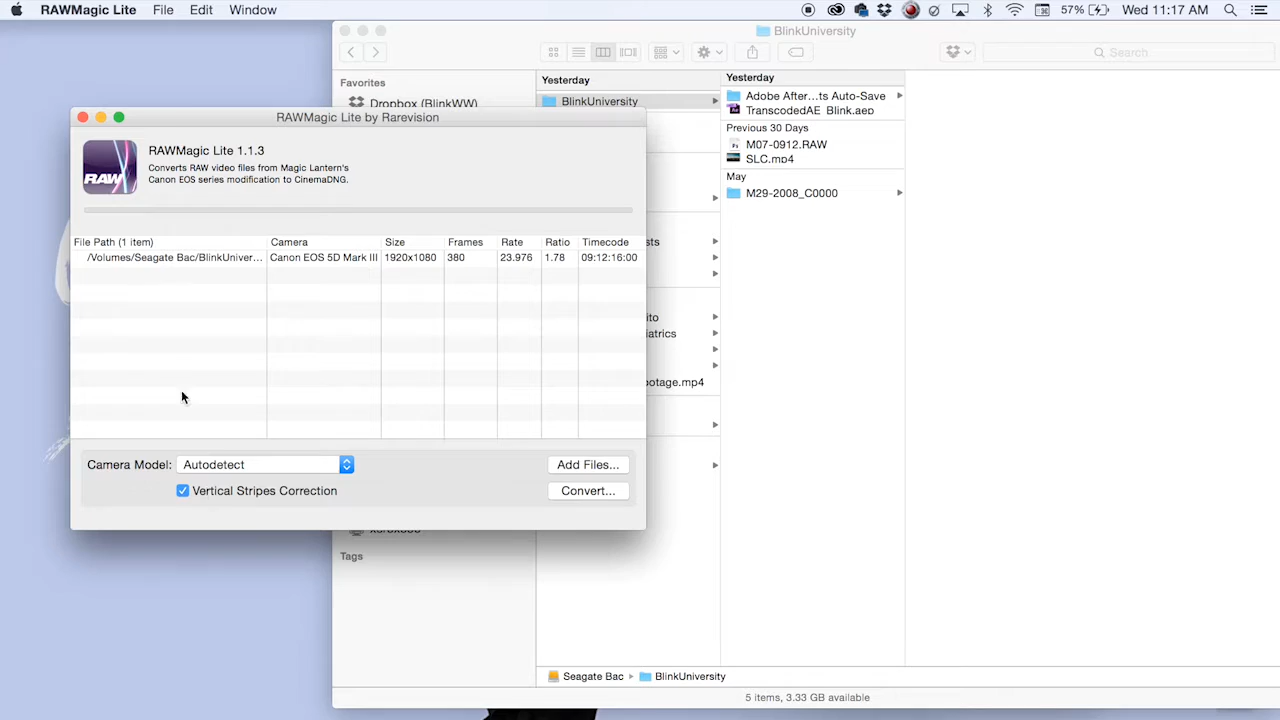 RAWMagic Lite File Edit Window
57% Wed 11:17 AM
BlinkUniversity
Search
Favorites
Dropbox (BlinkWW)
Yesterday
BlinkUniversity
Yesterday
Adobe After...ts Auto-Save
TranscodedAE_Blink.aep
Previous 30 Days
M07-0912.RAW
SLC.mp4
May
M29-2008_C0000
RAWMagic Lite by Rarevision
RAWMagic Lite 1.1.3
Converts RAW video files from Magic Lantern's
Canon EOS series modification to CinemaDNG.
RAW
File Path (1 item) Camera Size Frames Rate Ratio Timecode
/Volumes/Seagate Bac/BlinkUniver... Canon EOS 5D Mark III 1920x1080 380 23.976 1.78 09:12:16:00
Camera Model: Autodetect Add Files...
Vertical Stripes Correction Convert...
Tags
Seagate Bac BlinkUniversity
5 items, 3.33 GB available